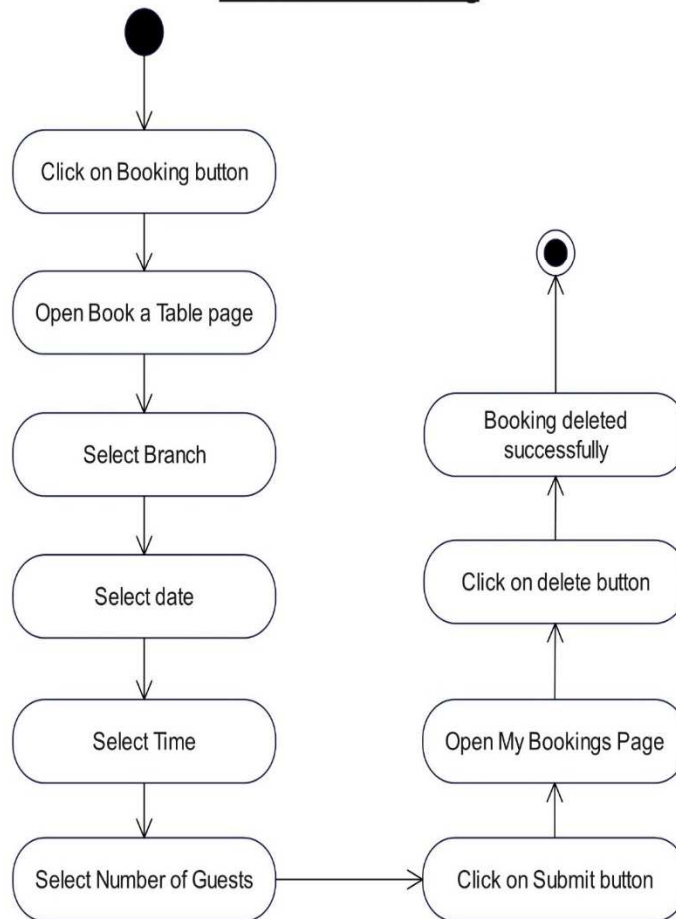 Click on Booking button
Open Book a Table page
Select Branch
Select date
Select Time
Select Number of Guests
Click on Submit button
Open My Bookings Page
Click on delete button
Booking deleted
successfully